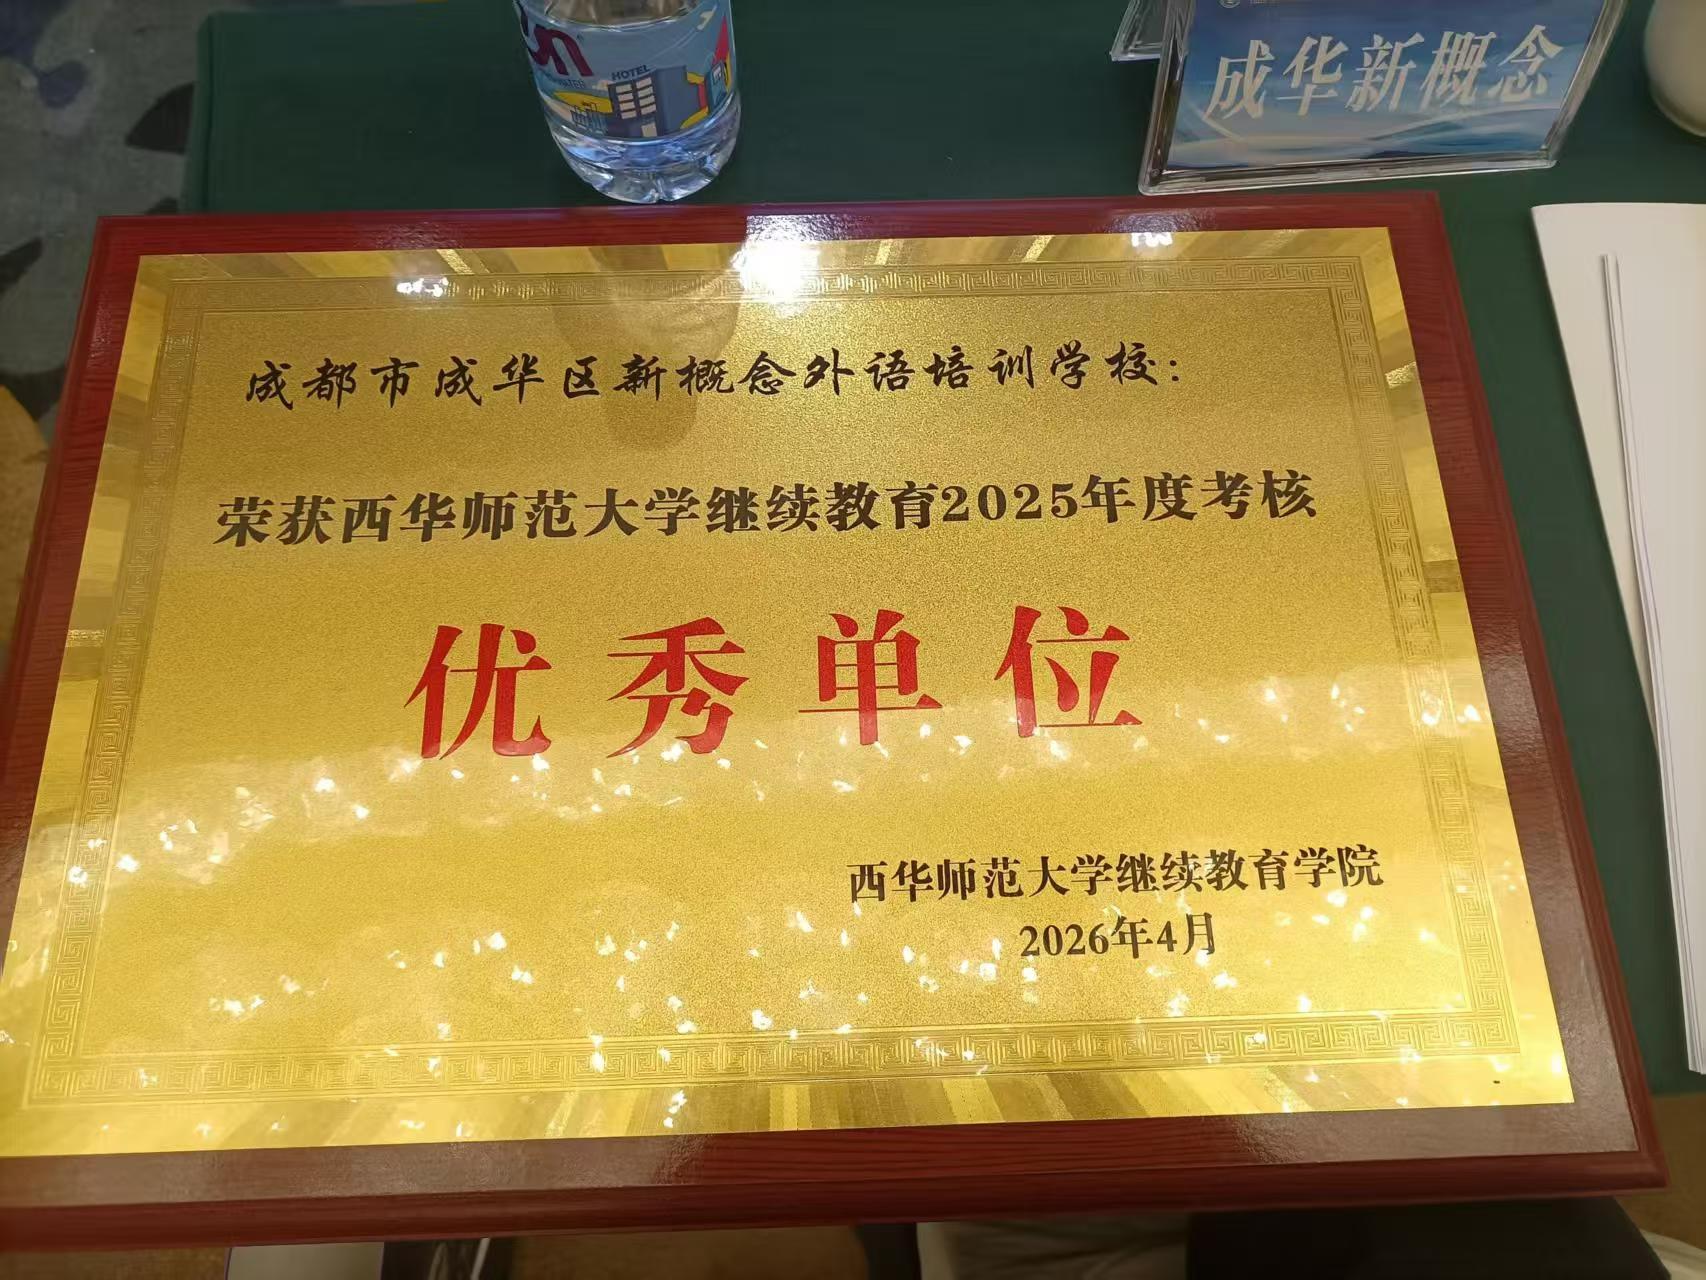 HOTEL
成华新概念
成都市成华区新概念外语培训学校：
荣获西华师范大学继续教育2025年度考核
优秀单位
西华师范大学继续教育学院
2026年4月